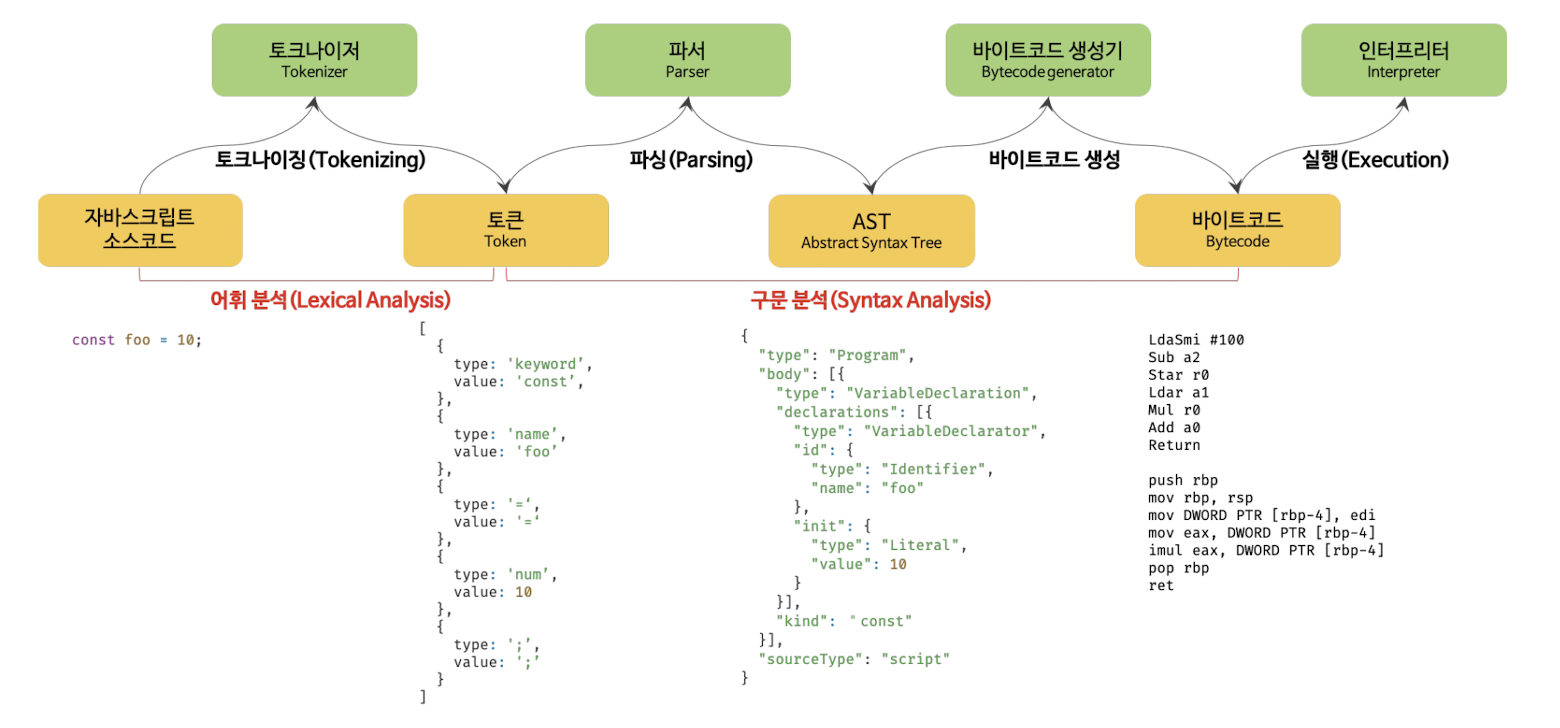 토크나이저
Tokenizer
파서
Parser
바이트코드 생성기
Bytecode generator
인터프리터
Interpreter
토크나이징(Tokenizing)
파싱(Parsing)
바이트코드 생성
실행(Execution)
자바스크립트
소스코드
토큰
Token
AST
Abstract Syntax Tree
바이트코드
Bytecode
어휘 분석(Lexical Analysis)
구문 분석(Syntax Analysis)
const foo = 10;
[
  {
    type: 'keyword’,
    value: 'const’,
  },
  {
    type: 'name’,
    value: 'foo’
  },
  {
    type: '=‘,
    value: '=‘
  },
  {
    type: 'num’,
    value: 10
  },
  {
    type: ';’,
    value: ';’
  }
]
{
  "type": "Program",
  "body": [{
    "type": "VariableDeclaration",
    "declarations": [{
      "type": "VariableDeclarator",
      "id": {
        "type": "Identifier",
        "name": "foo"
      },
      "init": {
        "type": "Literal",
        "value": 10
      }
    }],
    "kind": "const"
  }],
  "sourceType": "script"
}
LdaSmi #100
Sub a2
Star r0
Ldar a1
Mul r0
Add a0
Return
push rbp
mov rbp, rsp
mov DWORD PTR [rbp-4], edi
mov eax, DWORD PTR [rbp-4]
imul eax, DWORD PTR [rbp-4]
pop rbp
ret